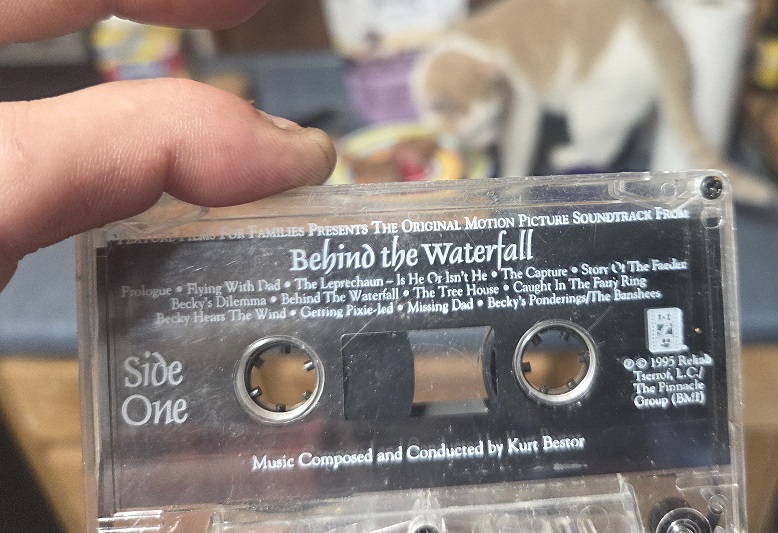 Feature Films For Families Presents The Original Motion Picture Soundtrack From
Behind the Waterfall
Prologue • Flying With Dad • The Leprechaun – Is He Or Isn't He • The Capture • Story Of The Faeder
Becky's Dilemma • Behind The Waterfall • The Tree House • Caught In The Fairy Ring
Becky Hears The Wind • Getting Pixie-led • Missing Dad • Becky's Ponderings/The Banshees
Side
One
℗ © 1995 Rekab
Tserrof, L.C./
The Pinnacle
Group (BMI)
Music Composed and Conducted by Kurt Bestor